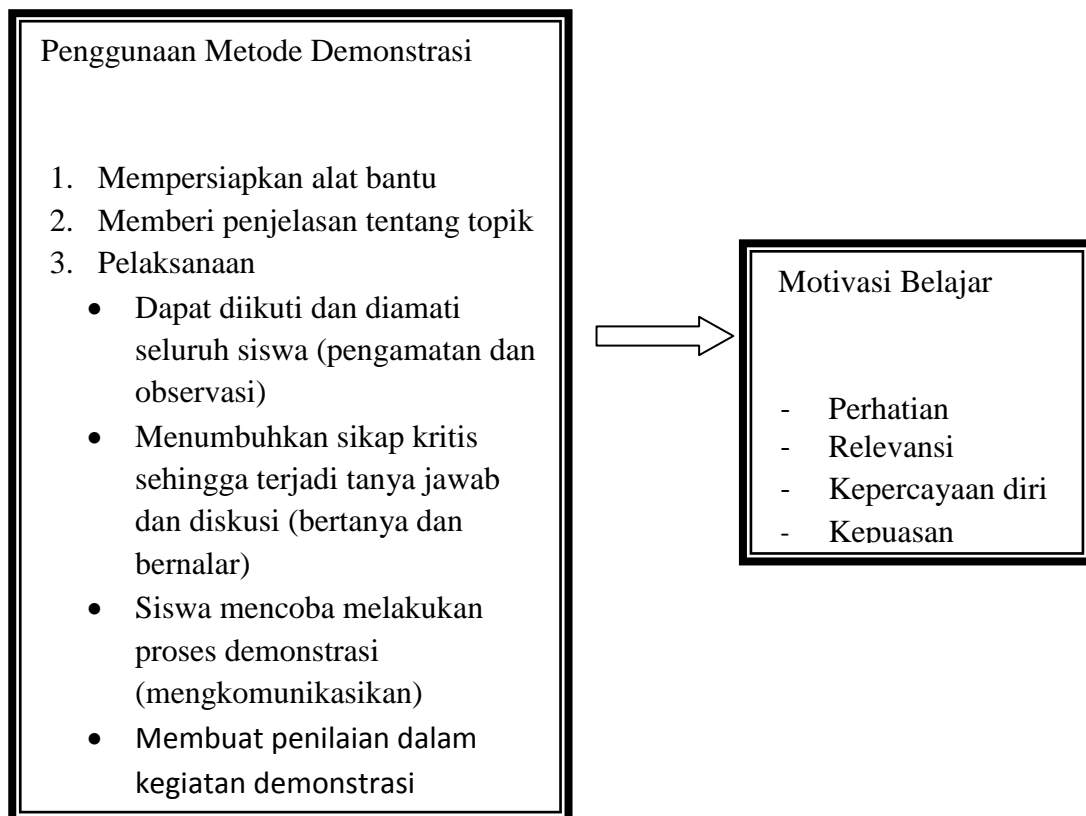 Penggunaan Metode Demonstrasi
1. Mempersiapkan alat bantu
2. Memberi penjelasan tentang topik
3. Pelaksanaan
• Dapat diikuti dan diamati
seluruh siswa (pengamatan dan
observasi)
• Menumbuhkan sikap kritis
sehingga terjadi tanya jawab
dan diskusi (bertanya dan
bernalar)
• Siswa mencoba melakukan
proses demonstrasi
(mengkomunikasikan)
• Membuat penilaian dalam
kegiatan demonstrasi
Motivasi Belajar
- Perhatian
- Relevansi
- Kepercayaan diri
- Kepuasan